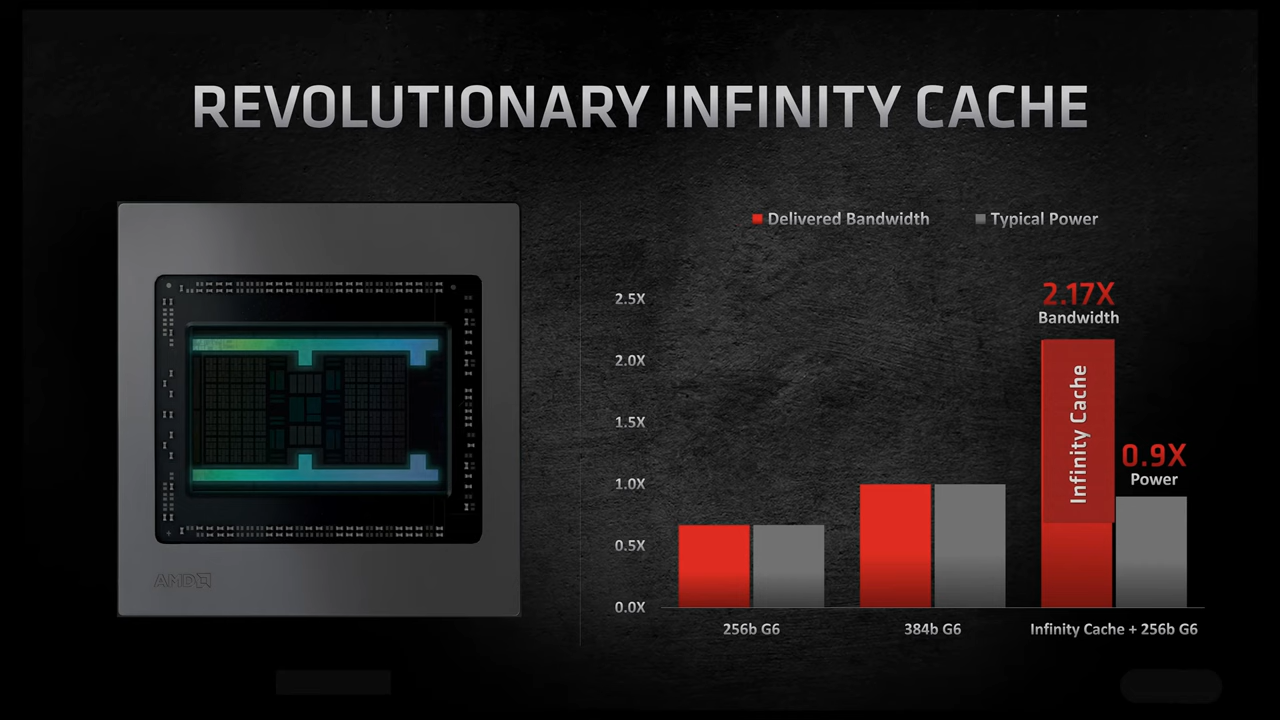 REVOLUTIONARY INFINITY CACHE
AMD
Delivered Bandwidth
Typical Power
2.5X
2.0X
1.5X
1.0X
0.5X
0.0X
2.17X
Bandwidth
Infinity Cache
0.9X
Power
256b G6
384b G6
Infinity Cache + 256b G6